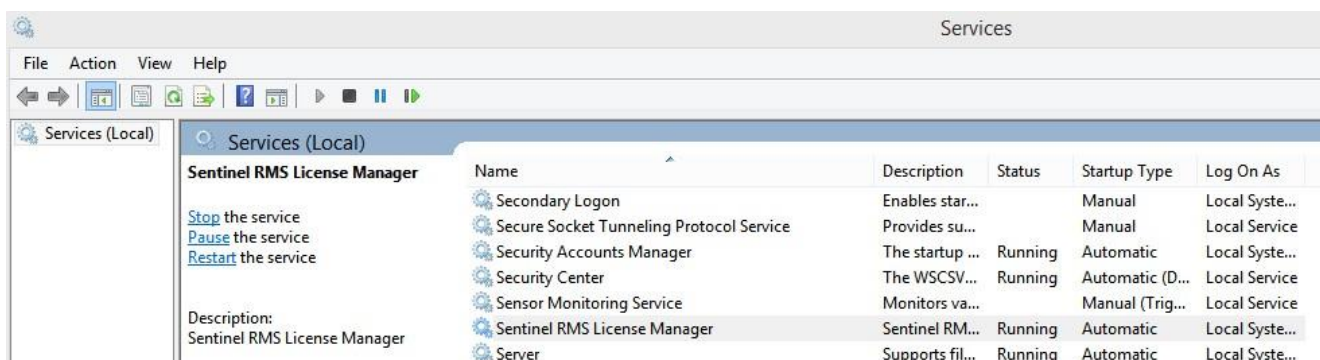 Services
File Action View Help
Services (Local)
Services (Local)
Sentinel RMS License Manager
Stop the service
Pause the service
Restart the service
Description:
Sentinel RMS License Manager
Name Description Status Startup Type Log On As
Secondary Logon Enables star... Manual Local Syste...
Secure Socket Tunneling Protocol Service Provides su... Manual Local Service
Security Accounts Manager The startup ... Running Automatic Local Syste...
Security Center The WSCSV... Running Automatic (D... Local Service
Sensor Monitoring Service Monitors va... Manual (Trig... Local Service
Sentinel RMS License Manager Sentinel RM... Running Automatic Local Syste...
Server Supports fil... Running Automatic Local Syste...